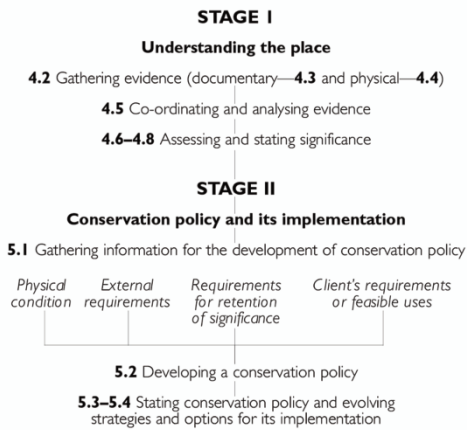 STAGE I
Understanding the place
4.2 Gathering evidence (documentary—4.3 and physical—4.4)
4.5 Co-ordinating and analysing evidence
4.6–4.8 Assessing and stating significance
STAGE II
Conservation policy and its implementation
5.1 Gathering information for the development of conservation policy
Physical condition
External requirements
Requirements for retention of significance
Client's requirements or feasible uses
5.2 Developing a conservation policy
5.3–5.4 Stating conservation policy and evolving
strategies and options for its implementation